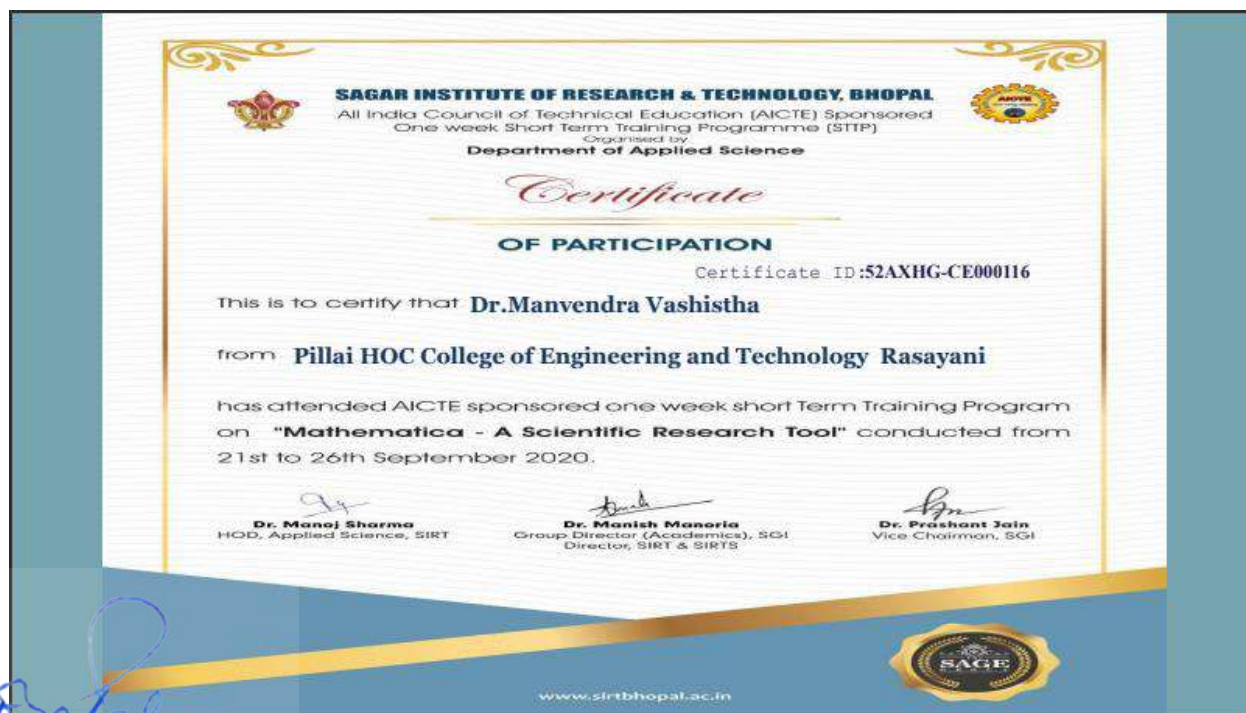 SAGAR INSTITUTE OF RESEARCH & TECHNOLOGY, BHOPAL
All India Council of Technical Education (AICTE) Sponsored
One week Short Term Training Programme (STTP)
Organised by
Department of Applied Science
AICTE
Certificate
OF PARTICIPATION
Certificate ID:52AXHG-CE000116
This is to certify that Dr.Manvendra Vashistha
from Pillai HOC College of Engineering and Technology Rasayani
has attended AICTE sponsored one week short Term Training Program
on "Mathematica - A Scientific Research Tool" conducted from
21st to 26th September 2020.
Dr. Manoj Sharma
HOD, Applied Science, SIRT
Dr. Manish Manoria
Group Director (Academics), SGI
Director, SIRT & SIRTS
Dr. Prashant Jain
Vice Chairman, SGI
SAGE
www.sirtbhopal.ac.in